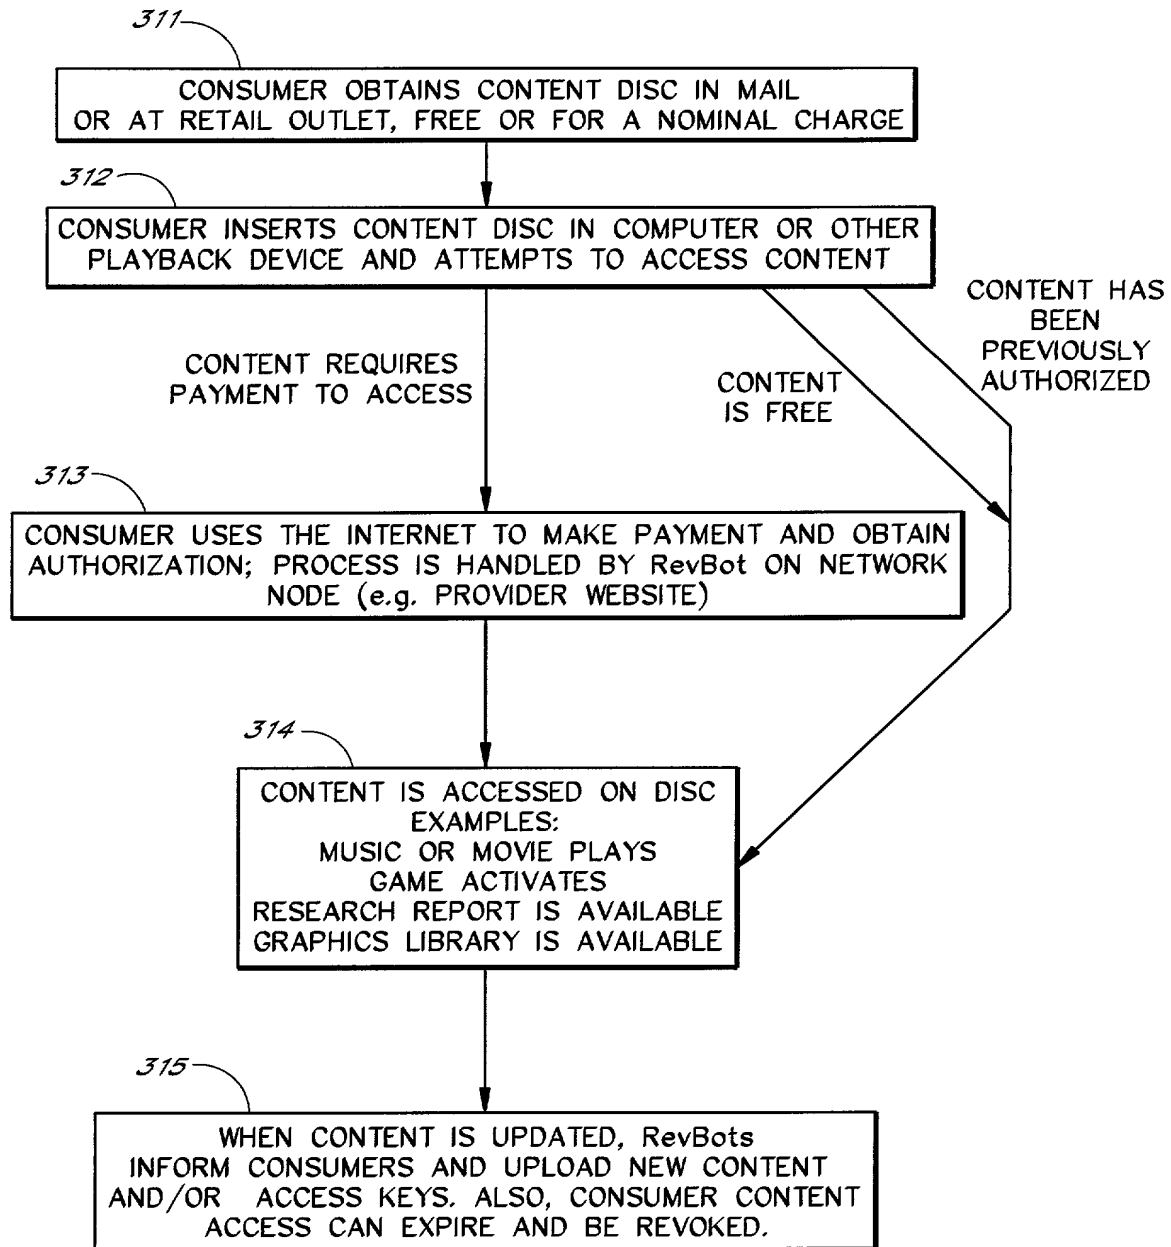 311
CONSUMER OBTAINS CONTENT DISC IN MAIL
OR AT RETAIL OUTLET, FREE OR FOR A NOMINAL CHARGE
312
CONSUMER INSERTS CONTENT DISC IN COMPUTER OR OTHER
PLAYBACK DEVICE AND ATTEMPTS TO ACCESS CONTENT
CONTENT REQUIRES
PAYMENT TO ACCESS
CONTENT
IS FREE
CONTENT HAS
BEEN
PREVIOUSLY
AUTHORIZED
313
CONSUMER USES THE INTERNET TO MAKE PAYMENT AND OBTAIN
AUTHORIZATION; PROCESS IS HANDLED BY RevBot ON NETWORK
NODE (e.g. PROVIDER WEBSITE)
314
CONTENT IS ACCESSED ON DISC
EXAMPLES:
MUSIC OR MOVIE PLAYS
GAME ACTIVATES
RESEARCH REPORT IS AVAILABLE
GRAPHICS LIBRARY IS AVAILABLE
315
WHEN CONTENT IS UPDATED, RevBots
INFORM CONSUMERS AND UPLOAD NEW CONTENT
AND/OR ACCESS KEYS. ALSO, CONSUMER CONTENT
ACCESS CAN EXPIRE AND BE REVOKED.